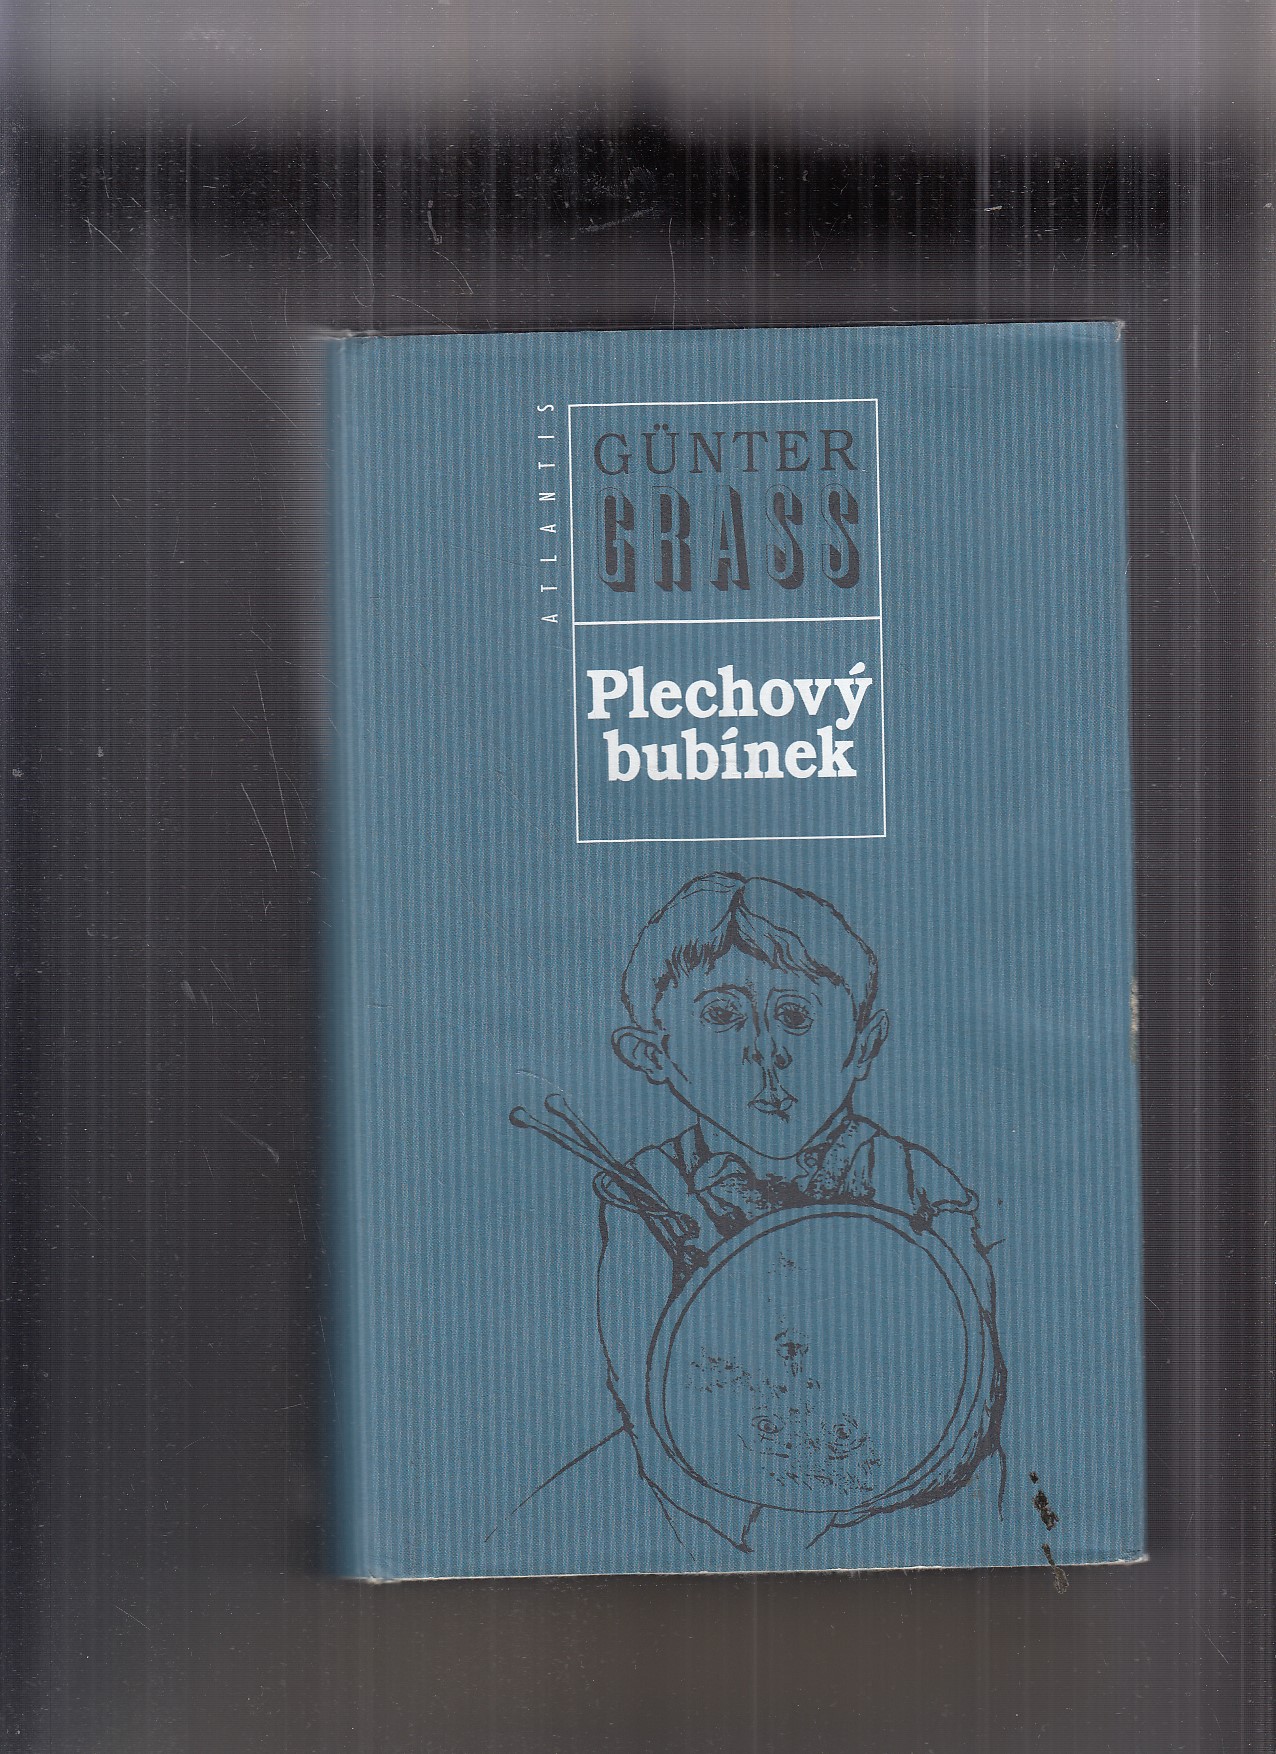 ATLANTIS
GÜNTER
GRASS
Plechový
bubínek